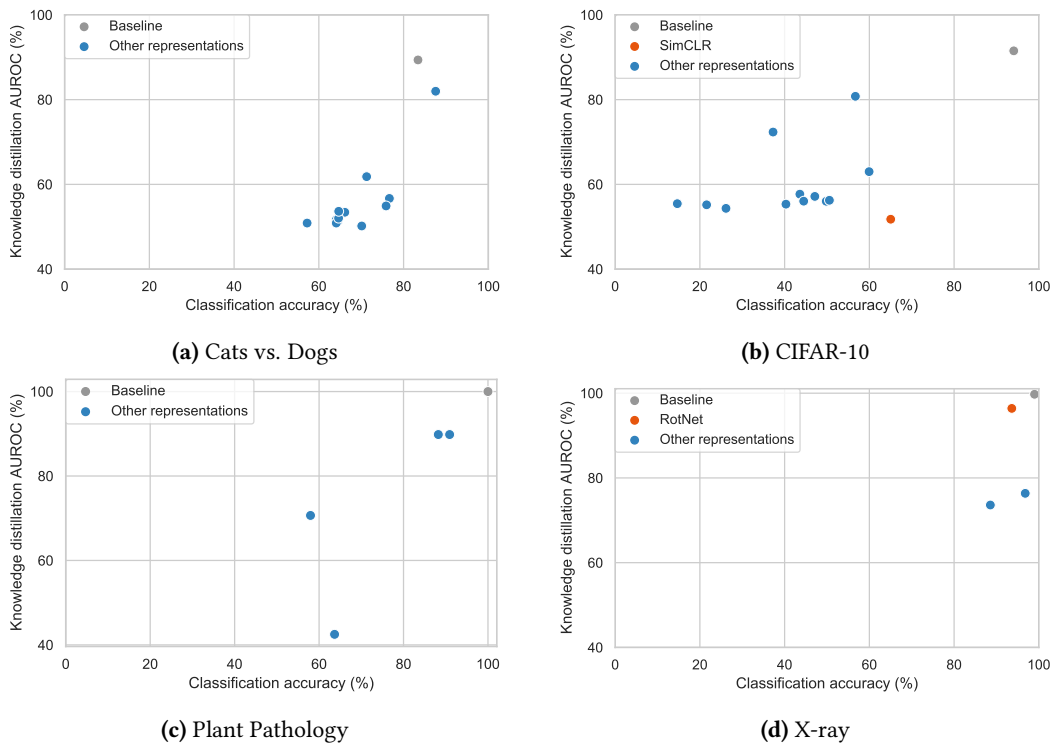 Knowledge distillation AUROC (%)
100
80
60
40
Baseline
Other representations
0 20 40 60 80 100
Classification accuracy (%)
(a) Cats vs. Dogs
Knowledge distillation AUROC (%)
100
80
60
40
Baseline
SimCLR
Other representations
0 20 40 60 80 100
Classification accuracy (%)
(b) CIFAR-10
Knowledge distillation AUROC (%)
100
80
60
40
Baseline
Other representations
0 20 40 60 80 100
Classification accuracy (%)
(c) Plant Pathology
Knowledge distillation AUROC (%)
100
80
60
40
Baseline
RotNet
Other representations
0 20 40 60 80 100
Classification accuracy (%)
(d) X-ray